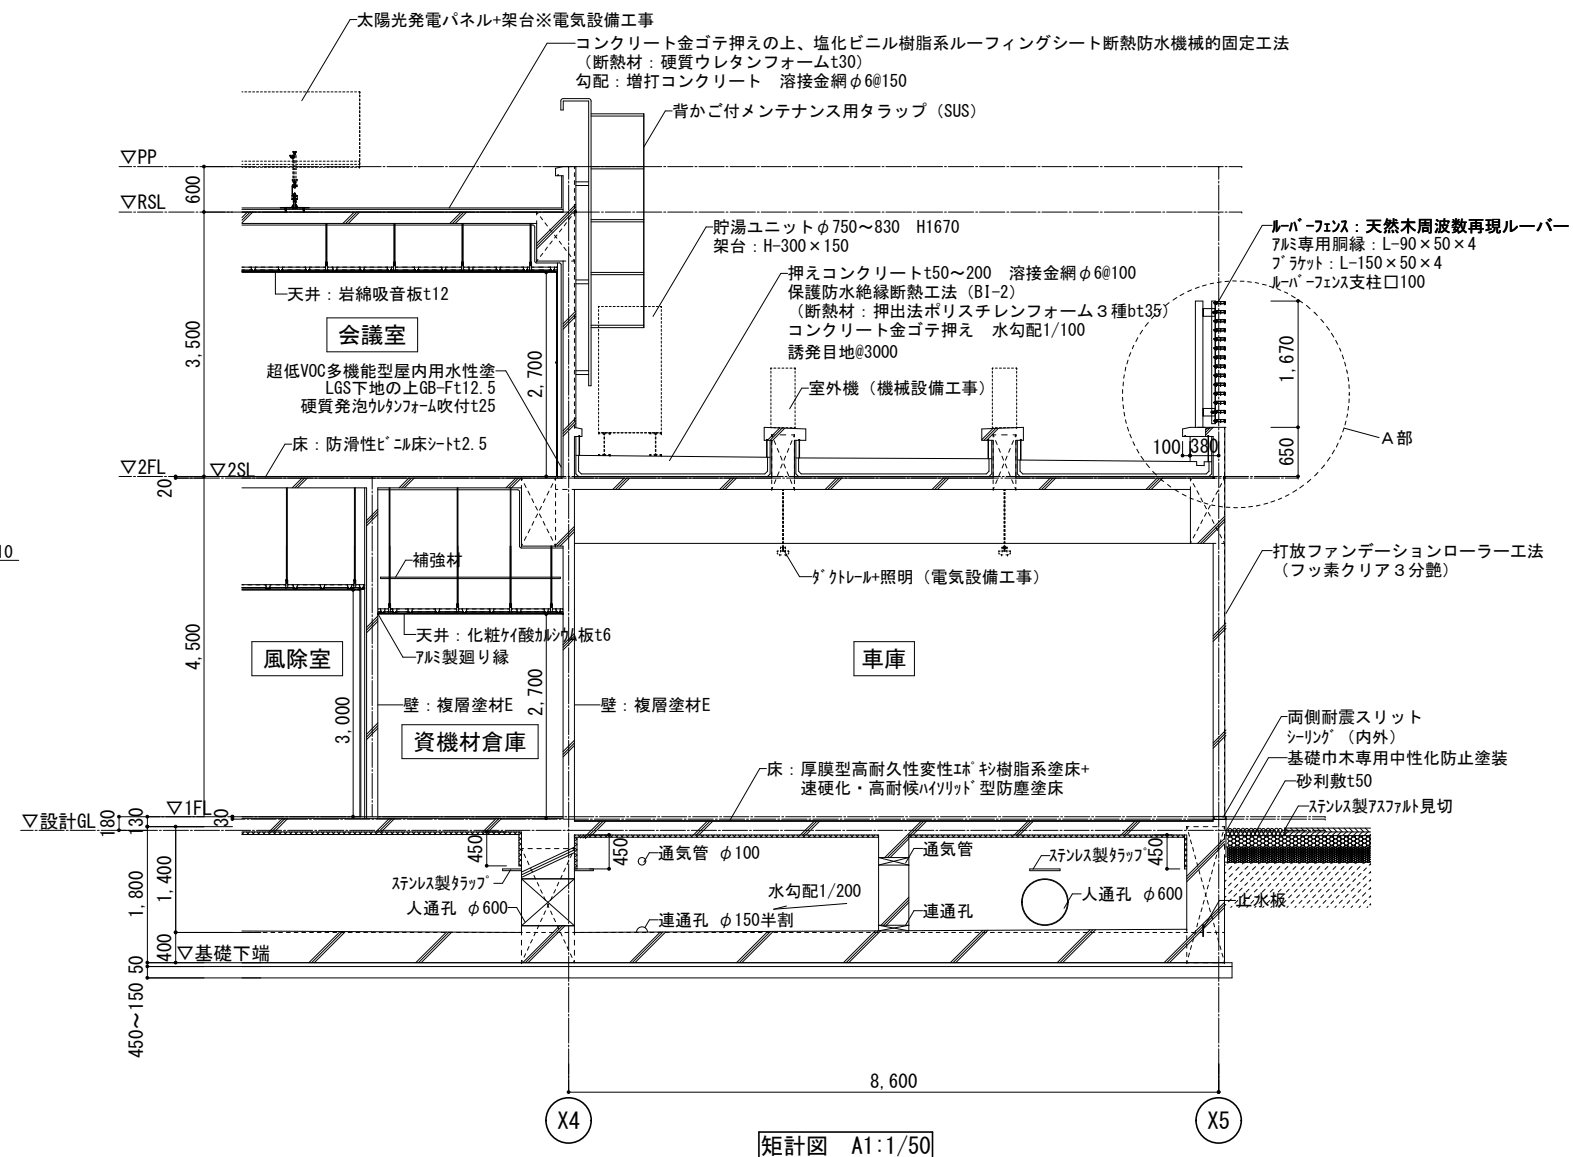 太陽光発電パネル+架台※電気設備工事
コンクリート金ゴテ押えの上、塩化ビニル樹脂系ルーフィングシート断熱防水機械的固定工法
（断熱材：硬質ウレタンフォームt30）
勾配：増打コンクリート　溶接金網φ6@150
背かご付メンテナンス用タラップ（SUS）
▽PP
600
▽RSL
貯湯ユニットφ750～830　H1670
架台：H-300×150
ﾙｰﾊﾞｰﾌｪﾝｽ：天然木周波数再現ルーバー
ｱﾙﾐ専用胴縁：L-90×50×4
ﾌﾞﾗｹｯﾄ：L-150×50×4
ﾙｰﾊﾞｰﾌｪﾝｽ支柱口100
押えコンクリートt50～200　溶接金網φ6@100
保護防水絶縁断熱工法（BI-2）
（断熱材：押出法ポリスチレンフォーム３種bt35）
コンクリート金ゴテ押え　水勾配1/100
誘発目地@3000
天井：岩綿吸音板t12
会議室
3,500
2,700
1,670
超低VOC多機能型屋内用水性塗
LGS下地の上GB-Ft12.5
硬質発泡ｳﾚﾀﾝﾌｫｰﾑ吹付t25
室外機（機械設備工事）
床：防滑性ﾋﾞﾆﾙ床ｼｰﾄt2.5
A部
100
380
650
▽2FL
▽2SL
20
10
補強材
ﾀﾞｸﾄﾚｰﾙ+照明（電気設備工事）
打放ファンデーションローラー工法
（フッ素クリア３分艶）
4,500
天井：化粧ｹｲ酸ｶﾙｼｳﾑ板t6
ｱﾙﾐ製廻り縁
風除室
車庫
3,000
2,700
壁：複層塗材E
壁：複層塗材E
資機材倉庫
両側耐震スリット
ｼｰﾘﾝｸﾞ（内外）
基礎巾木専用中性化防止塗装
砂利敷t50
ｽﾃﾝﾚｽ製ｱｽﾌｧﾙﾄ見切
床：厚膜型高耐久性変性ｴﾎﾟｷｼ樹脂系塗床+
速硬化・高耐候ﾊｲｿﾘｯﾄﾞ型防塵塗床
▽1FL
▽設計GL
180
130
30
450
450
450
通気管　φ100
通気管
ｽﾃﾝﾚｽ製ﾀﾗｯﾌﾟ
ｽﾃﾝﾚｽ製ﾀﾗｯﾌﾟ
1,800
1,400
人通孔　φ600
水勾配1/200
人通孔　φ600
連通孔　φ150半割
連通孔
止水板
400
▽基礎下端
50
450～150
8,600
X4
X5
矩計図　A1:1/50